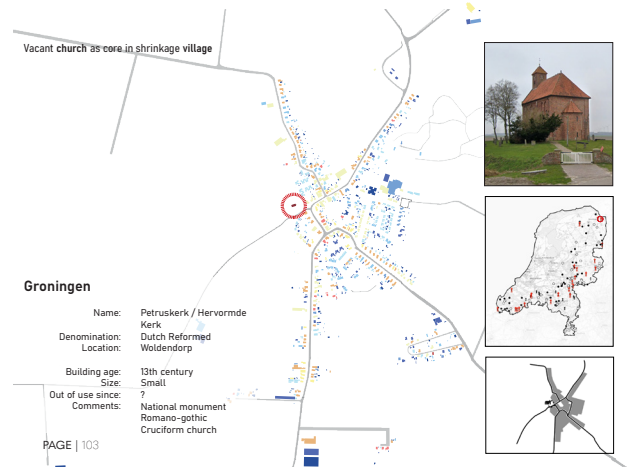 Vacant church as core in shrinkage village
Groningen
Name: Petruskerk / Hervormde
Kerk
Denomination: Dutch Reformed
Location: Woldendorp
Building age: 13th century
Size: Small
Out of use since: ?
Comments: National monument
Romano-gothic
Cruciform church
PAGE | 103